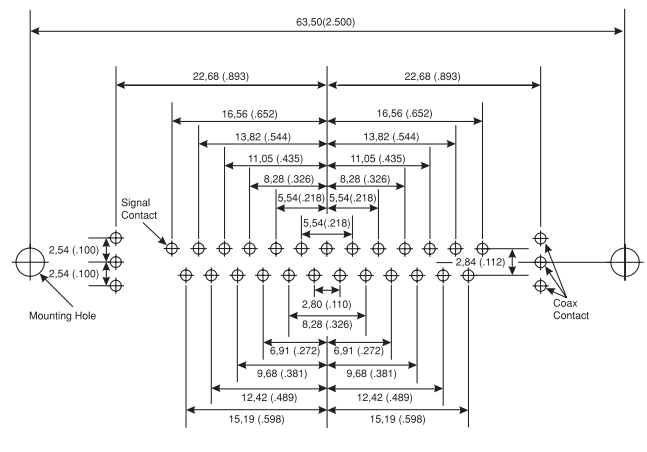 63,50(2.500)
22,68 (.893) 22,68 (.893)
16,56 (.652) 16,56 (.652)
13,82 (.544) 13,82 (.544)
11,05 (.435) 11,05 (.435)
8,28 (.326) 8,28 (.326)
5,54(.218) 5,54(.218)
Signal
Contact
5,54(.218)
2,54 (.100)
2,84 (.112)
2,54 (.100)
Mounting Hole
2,80 (.110)
Coax
Contact
8,28 (.326)
6,91 (.272) 6,91 (.272)
9,68 (.381) 9,68 (.381)
12,42 (.489) 12,42 (.489)
15,19 (.598) 15,19 (.598)